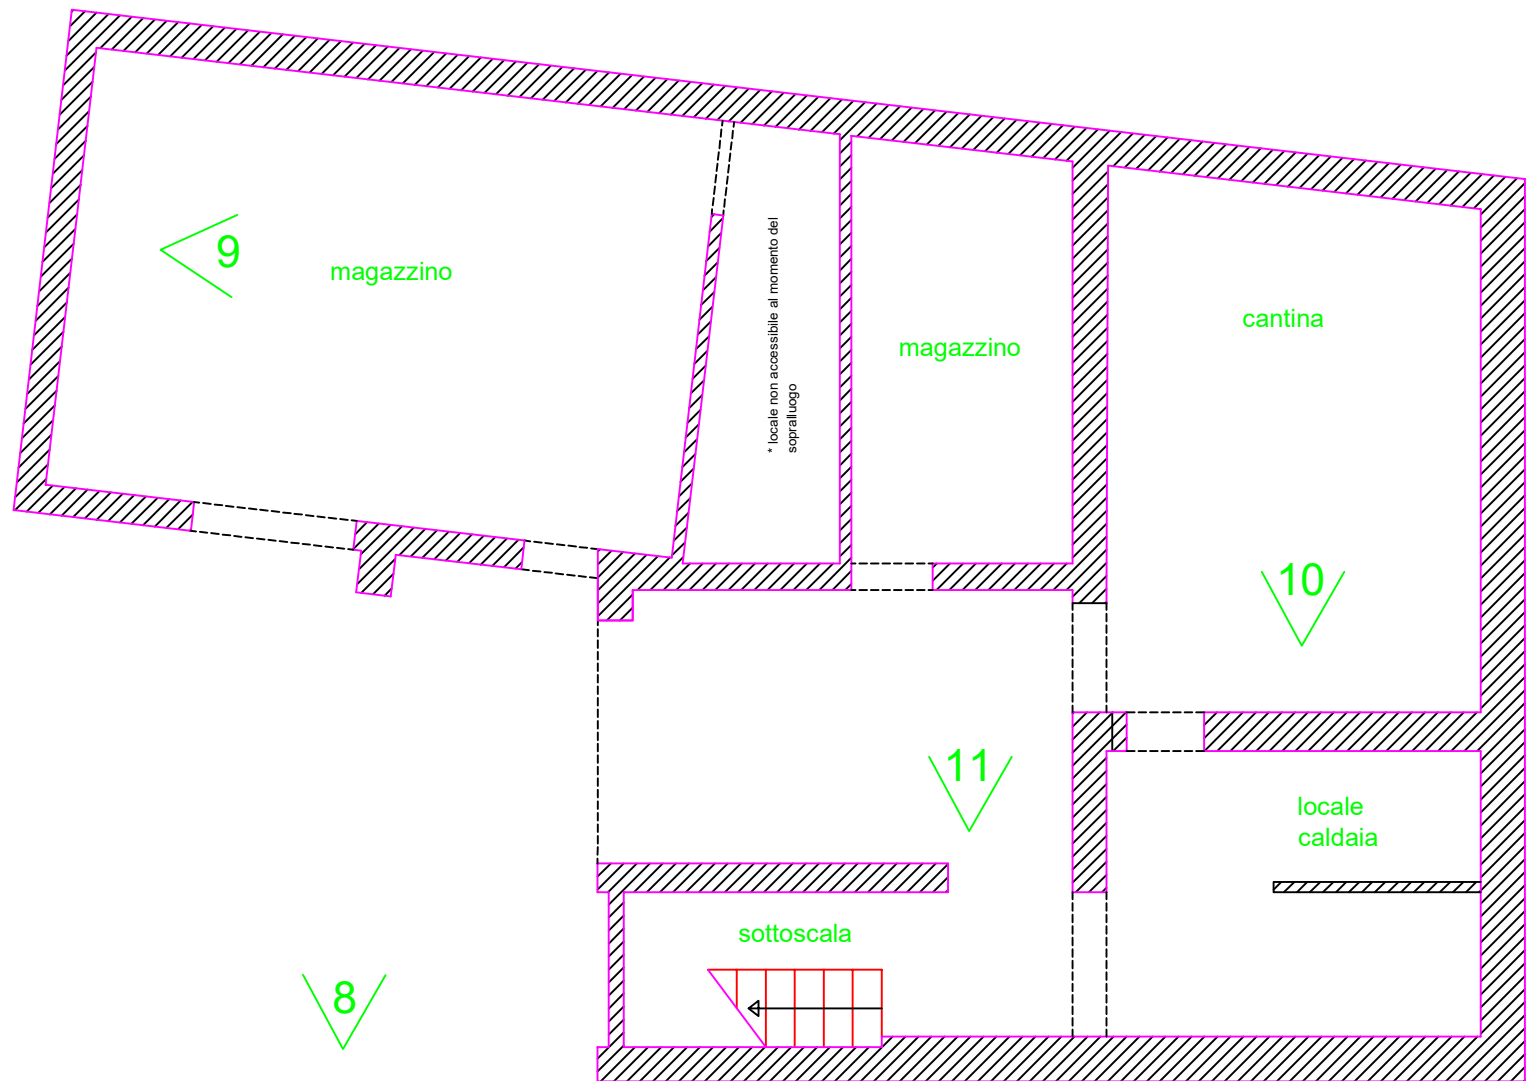 9
magazzino
* locale non accessibile al momento del
sopralluogo
magazzino
cantina
10
11
locale
caldaia
sottoscala
8